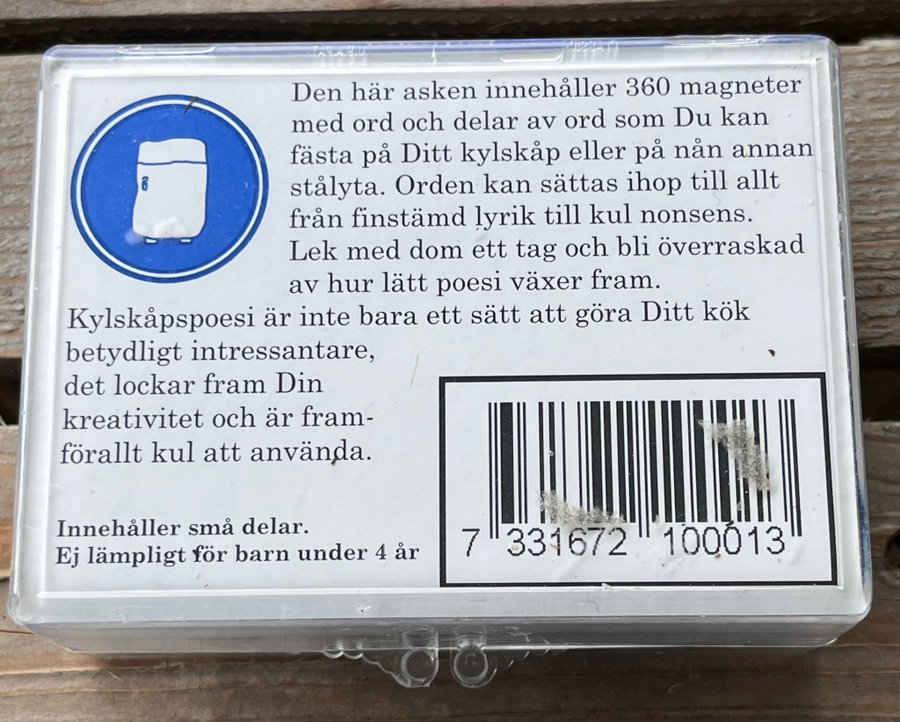 Den här asken innehåller 360 magneter
med ord och delar av ord som Du kan
fästa på Ditt kylskåp eller på nån annan
stålyta. Orden kan sättas ihop till allt
från finstämd lyrik till kul nonsens.
Lek med dom ett tag och bli överraskad
av hur lätt poesi växer fram.
Kylskåpspoesi är inte bara ett sätt att göra Ditt kök
betydligt intressantare,
det lockar fram Din
kreativitet och är fram-
förallt kul att använda.
Innehåller små delar.
Ej lämpligt för barn under 4 år
7 331672 100013